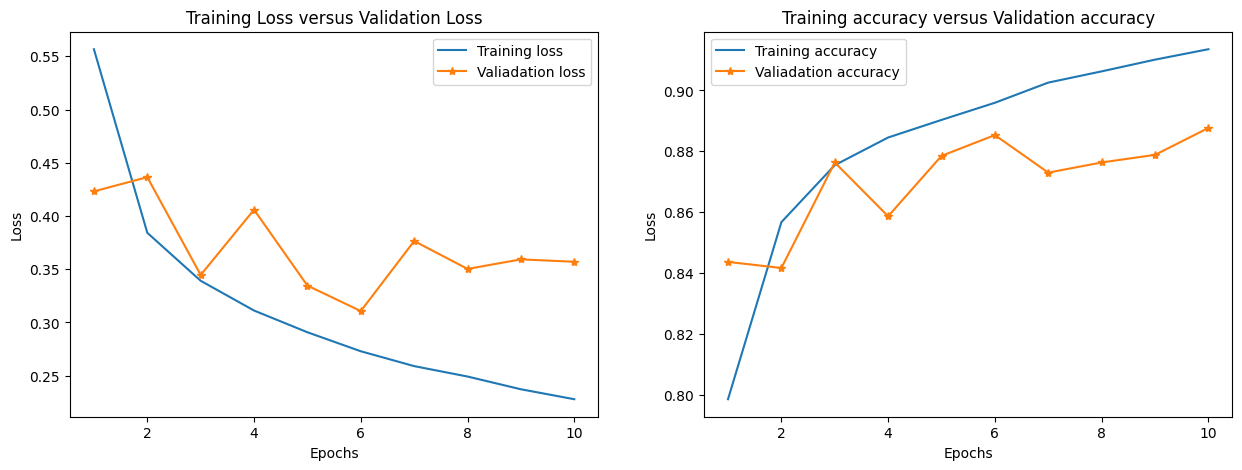 Training Loss versus Validation Loss
Training loss
Valiadation loss
0.55
0.50
0.45
0.40
0.35
0.30
0.25
Loss
2
4
6
8
10
Epochs
Training accuracy versus Validation accuracy
Training accuracy
Valiadation accuracy
0.90
0.88
0.86
0.84
0.82
0.80
Loss
2
4
6
8
10
Epochs